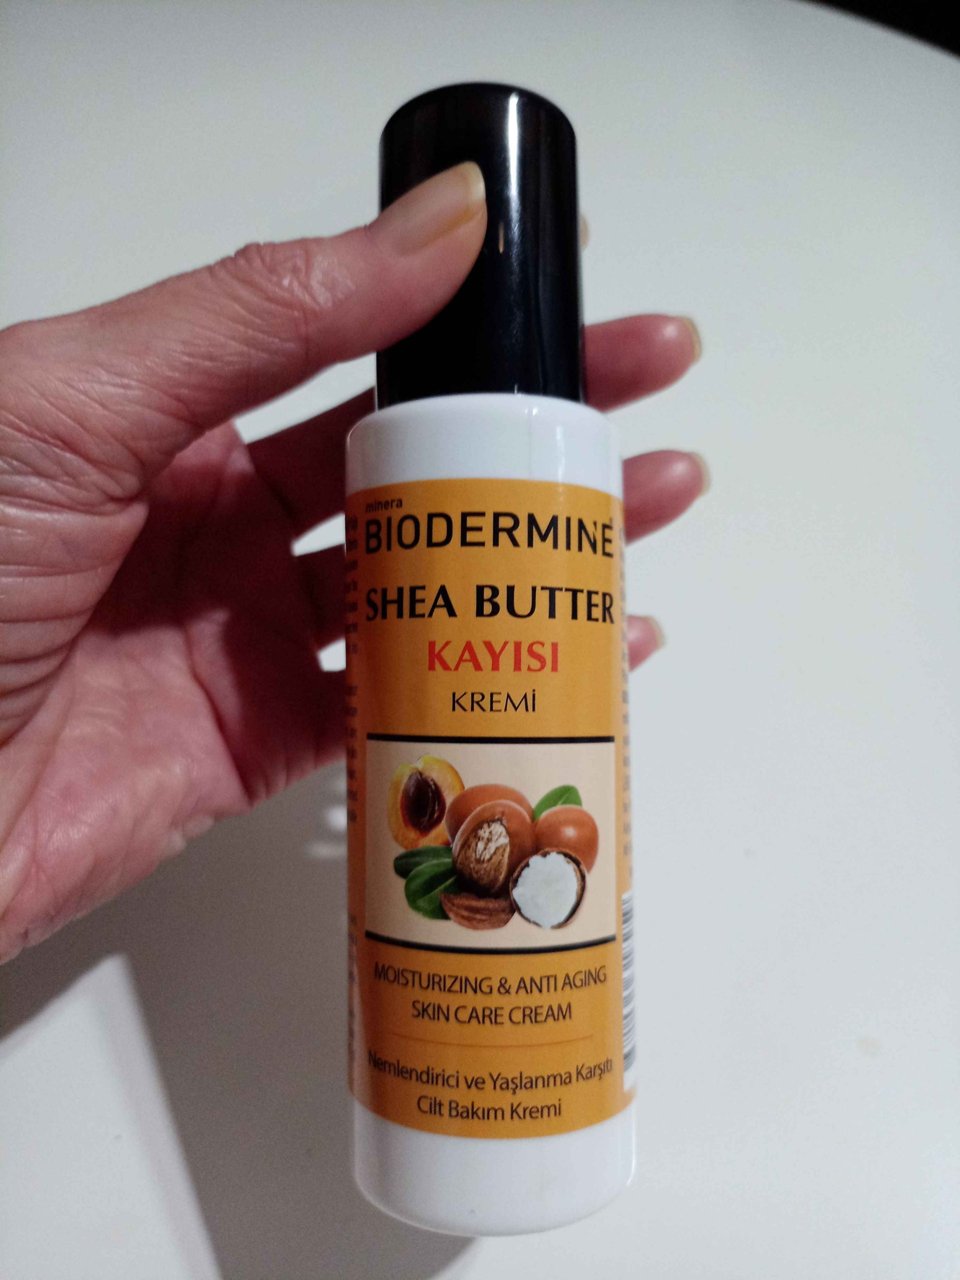 minera
BIODERMINE
SHEA BUTTER
KAYISI
KREMİ
MOISTURIZING & ANTI AGING
SKIN CARE CREAM
Nemlendirici ve Yaşlanma Karşıtı
Cilt Bakım Kremi